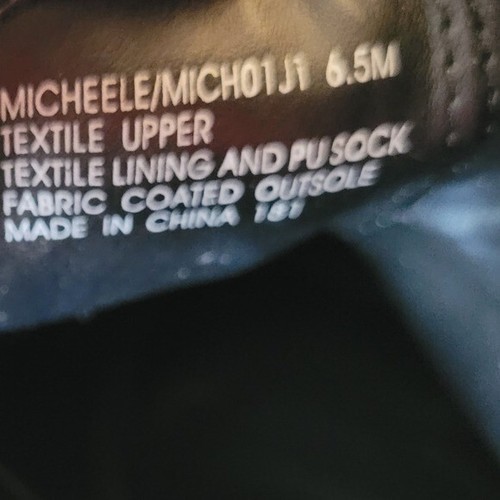 MICHEELE/MICH01J1 6.5M
TEXTILE UPPER
TEXTILE LINING AND PU SOCK
FABRIC COATED OUTSOLE
MADE IN CHINA 181